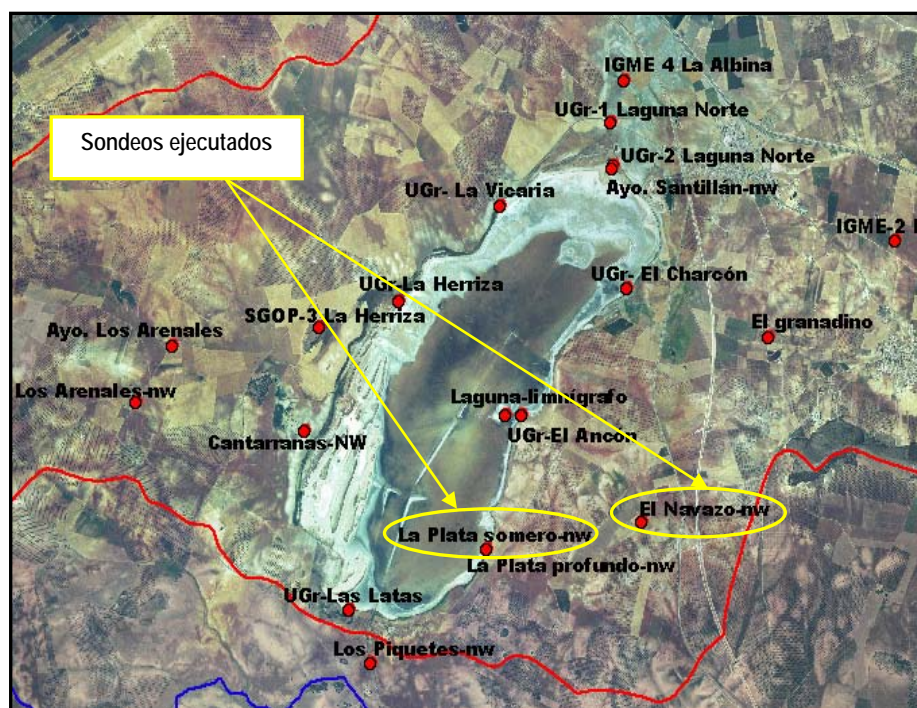 IGME 4 La Albina
UGr-1 Laguna Norte
Sondeos ejecutados
UGr-2 Laguna Norte
Ayo. Santillán-nw
UGr- La Vicaria
IGME-2
UGr- El Charcón
UGr-La Herriza
SGOP-3 La Herriza
El granadino
Ayo. Los Arenales
Los Arenales-nw
Laguna-limnígrafo
UGr-El Ancón
Cantarranas-NW
El Navazo-nw
La Plata somero-nw
La Plata profundo-nw
UGr-Las Latas
Los Piquetes-nw